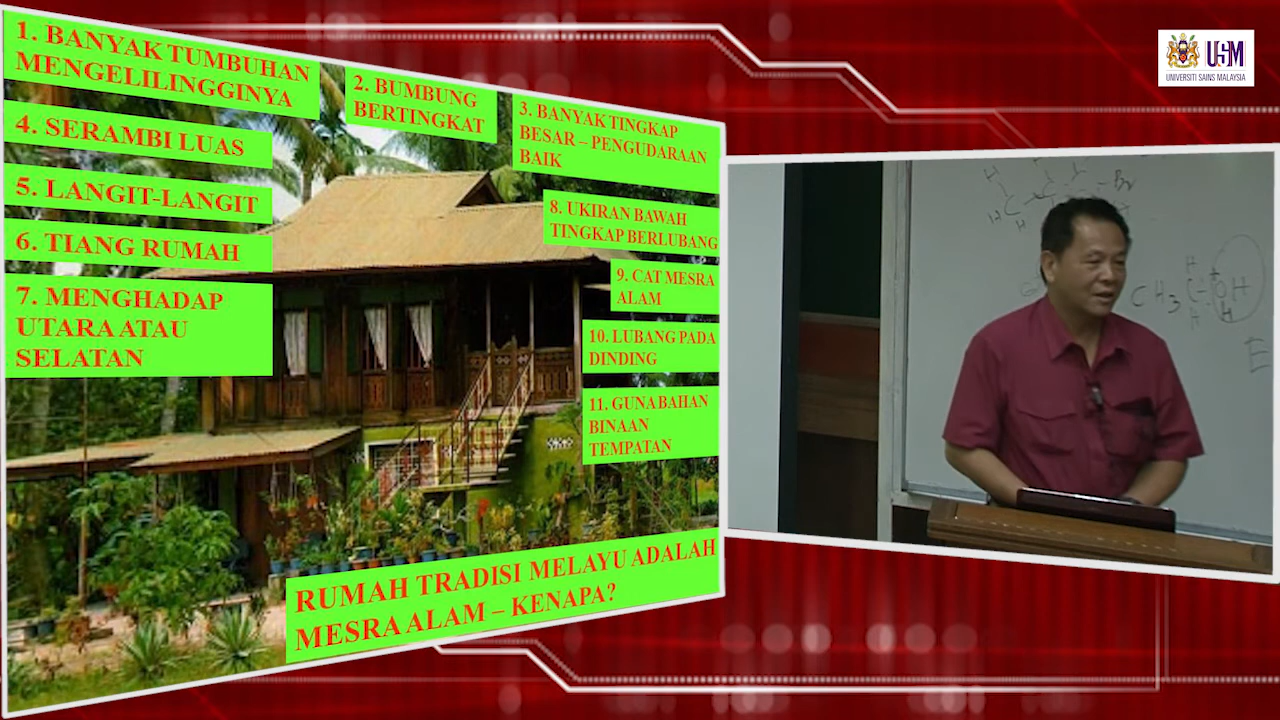 1. BANYAK TUMBUHAN
MENGELILINGGINYA
2. BUMBUNG
BERTINGKAT
3. BANYAK TINGKAP
BESAR – PENGUDARAAN
BAIK
4. SERAMBI LUAS
5. LANGIT-LANGIT
6. TIANG RUMAH
7. MENGHADAP
UTARA ATAU
SELATAN
8. UKIRAN BAWAH
TINGKAP BERLUBANG
9. CAT MESRA
ALAM
10. LUBANG PADA
DINDING
11. GUNA BAHAN
BINAAN
TEMPATAN
RUMAH TRADISI MELAYU ADALAH
MESRA ALAM – KENAPA?
USM
UNIVERSITI SAINS MALAYSIA
Br
H
H C
H
H
CH3 C OH
H H
E